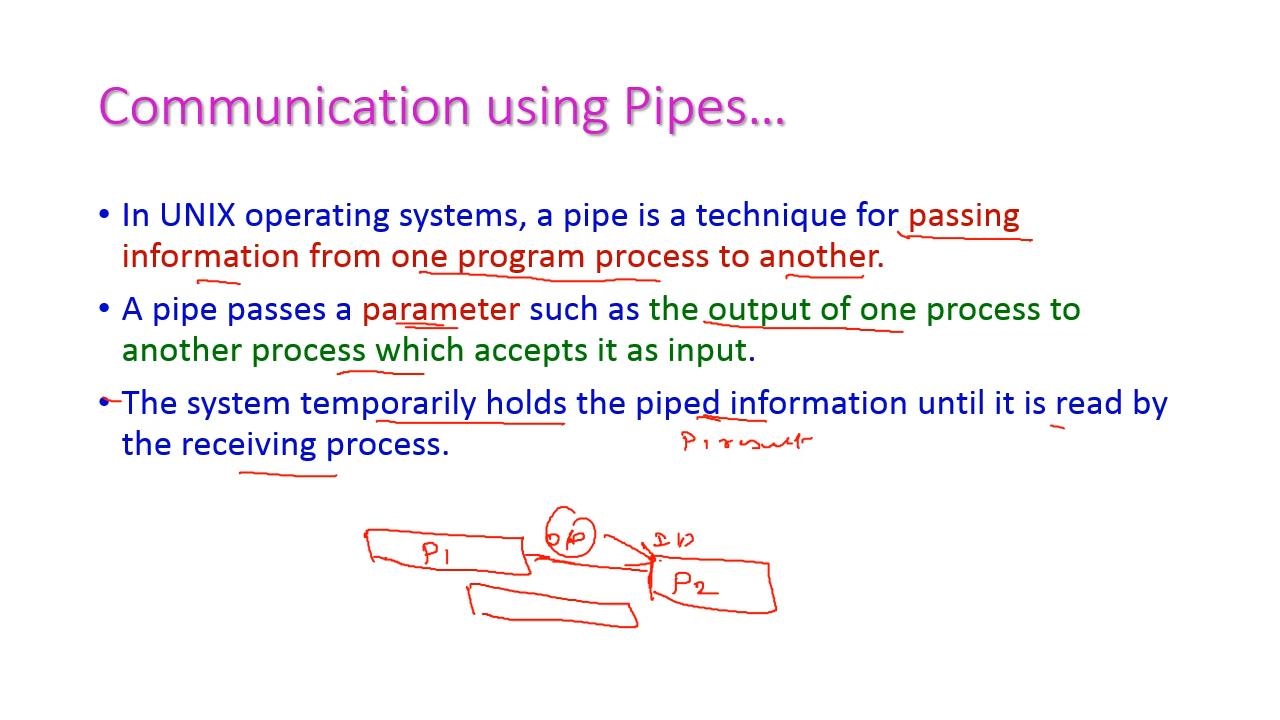 Communication using Pipes...
• In UNIX operating systems, a pipe is a technique for passing
information from one program process to another.
• A pipe passes a parameter such as the output of one process to
another process which accepts it as input.
• The system temporarily holds the piped information until it is read by
the receiving process.
P1 result
O/P
P1
P2